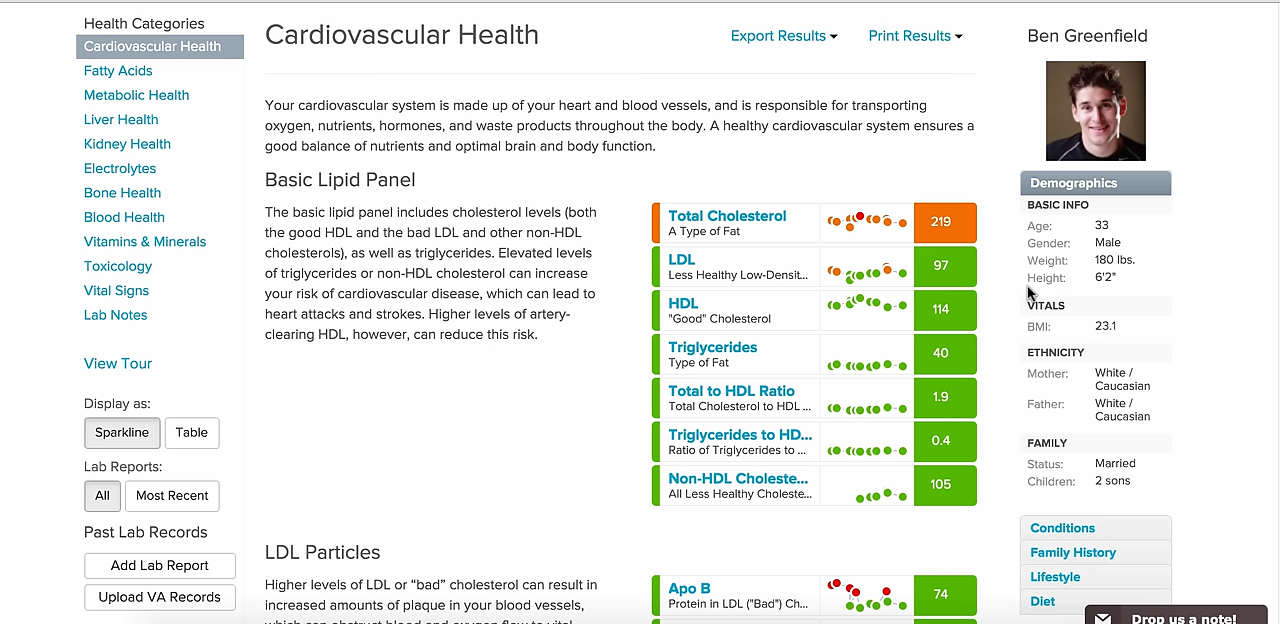 Health Categories
Cardiovascular Health
Fatty Acids
Metabolic Health
Liver Health
Kidney Health
Electrolytes
Bone Health
Blood Health
Vitamins & Minerals
Toxicology
Vital Signs
Lab Notes
View Tour
Display as:
Sparkline Table
Lab Reports:
All Most Recent
Past Lab Records
Add Lab Report
Upload VA Records
Cardiovascular Health
Export Results Print Results
Your cardiovascular system is made up of your heart and blood vessels, and is responsible for transporting
oxygen, nutrients, hormones, and waste products throughout the body. A healthy cardiovascular system ensures a
good balance of nutrients and optimal brain and body function.
Basic Lipid Panel
The basic lipid panel includes cholesterol levels (both
the good HDL and the bad LDL and other non-HDL
cholesterols), as well as triglycerides. Elevated levels
of triglycerides or non-HDL cholesterol can increase
your risk of cardiovascular disease, which can lead to
heart attacks and strokes. Higher levels of artery-
clearing HDL, however, can reduce this risk.
Total Cholesterol 219
A Type of Fat
LDL 97
Less Healthy Low-Densit...
HDL 114
"Good" Cholesterol
Triglycerides 40
Type of Fat
Total to HDL Ratio 1.9
Total Cholesterol to HDL ...
Triglycerides to HD... 0.4
Ratio of Triglycerides to ...
Non-HDL Choleste... 105
All Less Healthy Choleste...
LDL Particles
Higher levels of LDL or “bad” cholesterol can result in
increased amounts of plaque in your blood vessels,
which can obstruct blood and oxygen flow to vital
Apo B 74
Protein in LDL ("Bad") Ch...
Ben Greenfield
Demographics
BASIC INFO
Age: 33
Gender: Male
Weight: 180 lbs.
Height: 6'2"
VITALS
BMI: 23.1
ETHNICITY
Mother: White /
Caucasian
Father: White /
Caucasian
FAMILY
Status: Married
Children: 2 sons
Conditions
Family History
Lifestyle
Diet
Drop us a note!